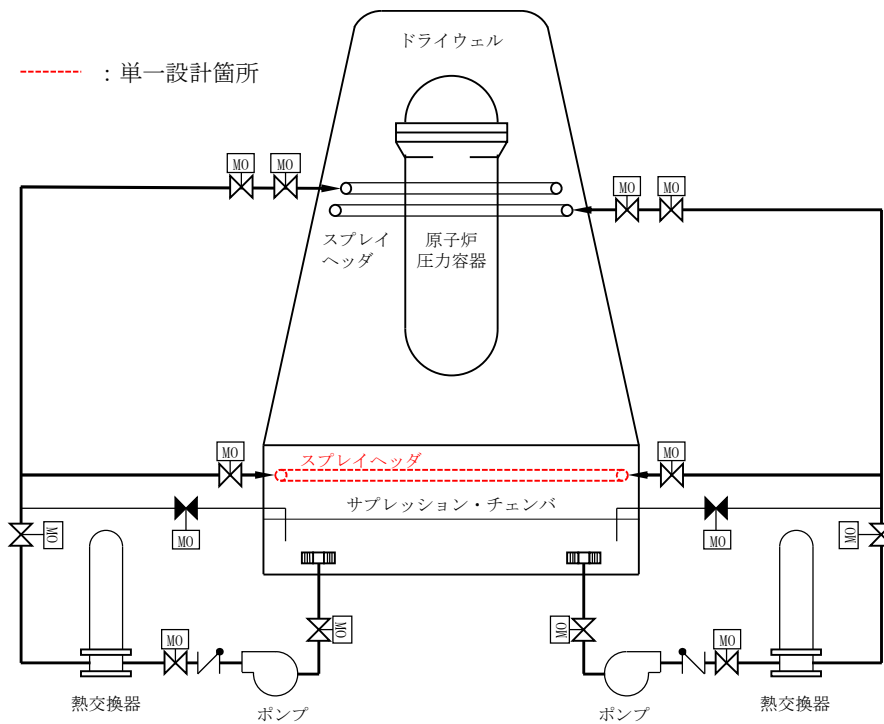 ドライウェル
：単一設計箇所
MO
MO
MO
MO
スプレイ
ヘッダ
原子炉
圧力容器
MO
スプレイヘッダ
MO
サプレッション・チェンバ
MO
MO
MO
MO
MO
MO
MO
MO
熱交換器
ポンプ
ポンプ
熱交換器